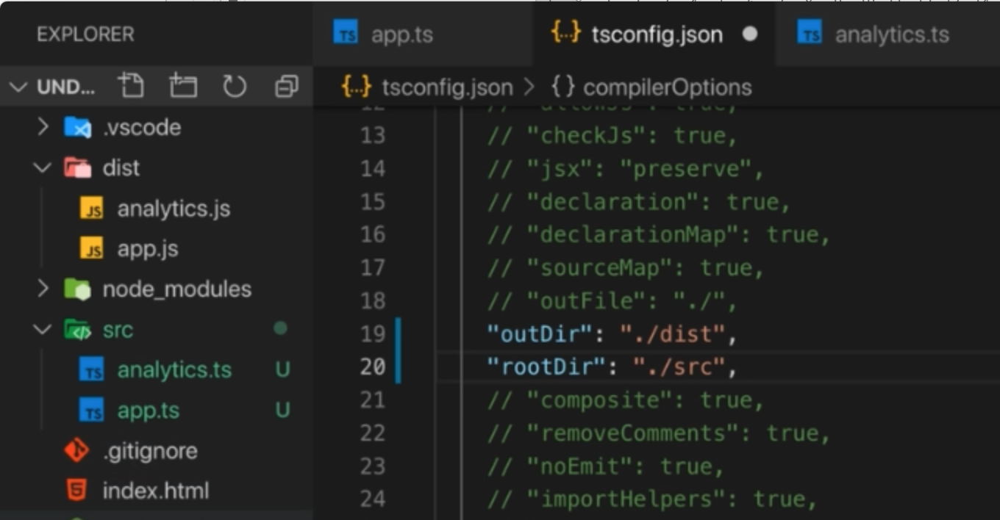 EXPLORER
UND...
.vscode
dist
analytics.js
app.js
node_modules
src
analytics.ts U
app.ts U
.gitignore
index.html
app.ts
tsconfig.json
analytics.ts
tsconfig.json > {} compilerOptions
13 // "checkJs": true,
14 // "jsx": "preserve",
15 // "declaration": true,
16 // "declarationMap": true,
17 // "sourceMap": true,
18 // "outFile": "./",
19 "outDir": "./dist",
20 "rootDir": "./src",
21 // "composite": true,
22 // "removeComments": true,
23 // "noEmit": true,
24 // "importHelpers": true,